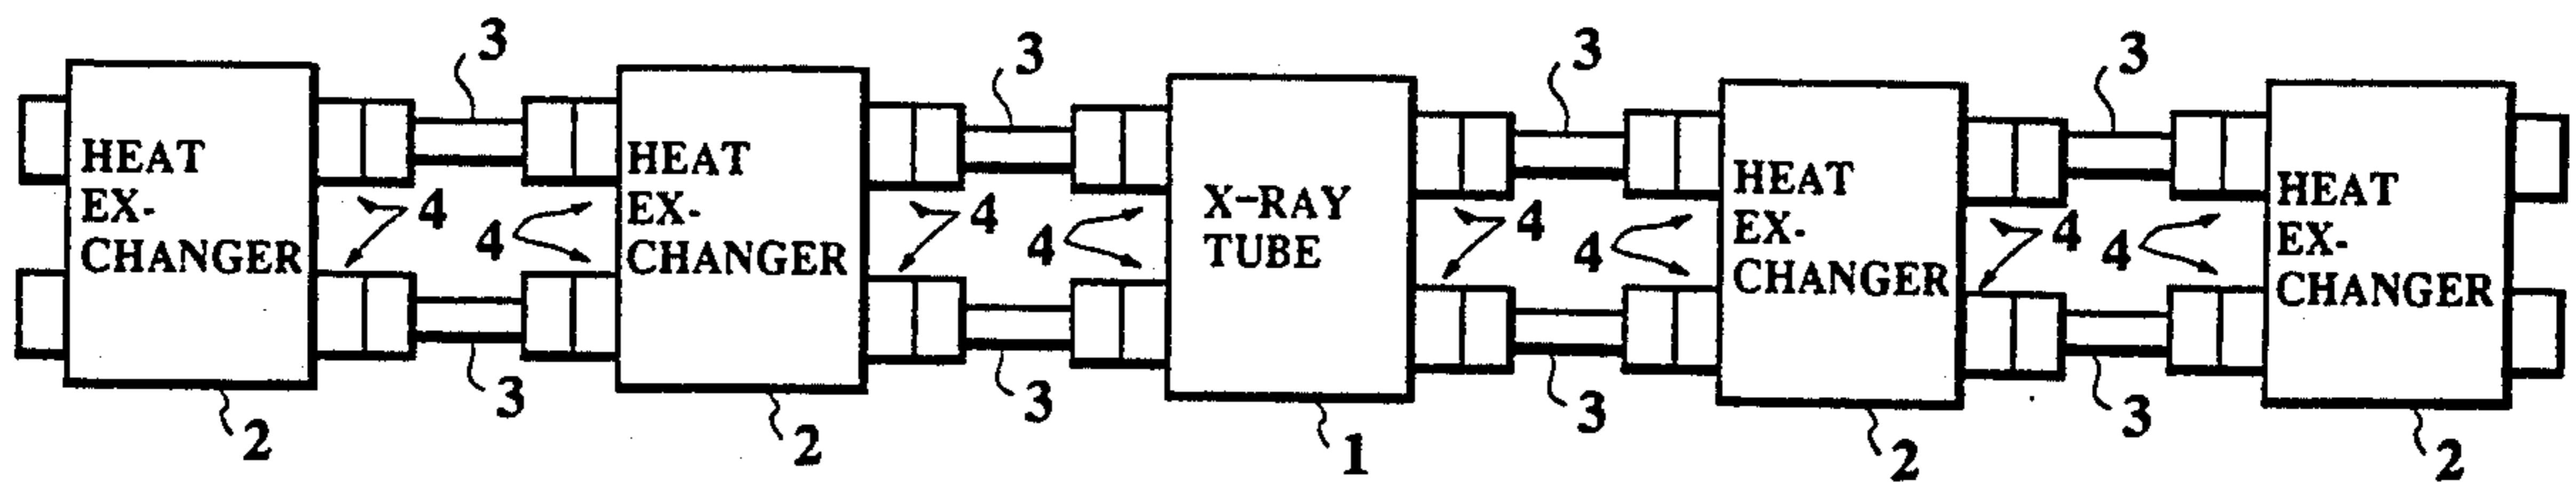 3 3 3 3
HEAT
EX-
CHANGER
HEAT
EX-
CHANGER
X-RAY
TUBE
HEAT
EX-
CHANGER
HEAT
EX-
CHANGER
4 4 4 4 4 4 4 4
3 3 3 3
2 2 1 2 2